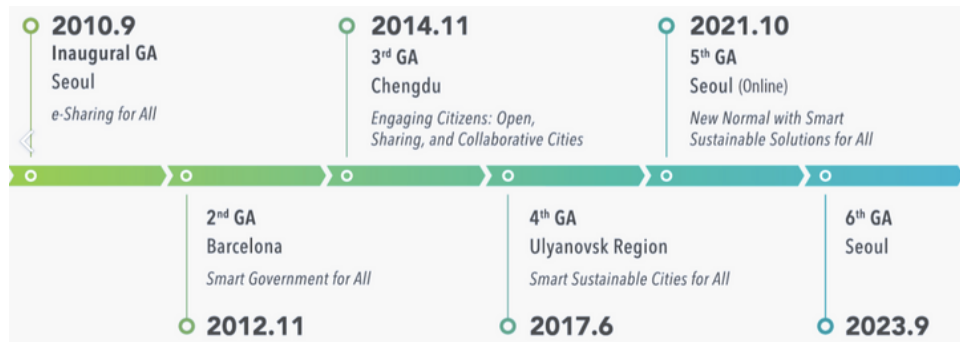 2010.9
Inaugural GA
Seoul
e-Sharing for All
2014.11
3rd GA
Chengdu
Engaging Citizens: Open,
Sharing, and Collaborative Cities
2021.10
5th GA
Seoul (Online)
New Normal with Smart
Sustainable Solutions for All
2nd GA
Barcelona
Smart Government for All
2012.11
4th GA
Ulyanovsk Region
Smart Sustainable Cities for All
2017.6
6th GA
Seoul
2023.9